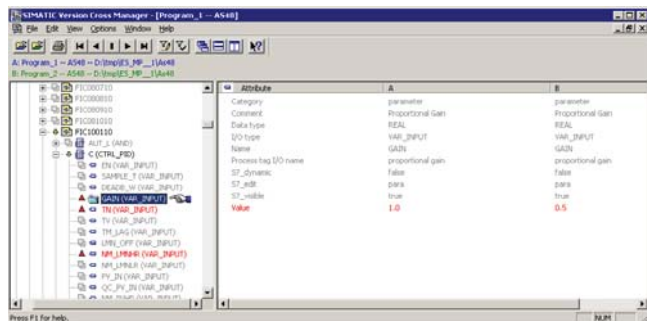 SIMATIC Version Cross Manager - [Program_1 -- AS48]
File Edit View Options Window Help
A: Program_1 -- AS48 -- D:\tmp\ES_MP__1\As48
B: Program_2 -- AS48 -- D:\tmp\ES_MP__1\As48
FIC080710
FIC080810
FIC080910
FIC081010
FIC100110
AUT_L (AND)
C (CTRL_PID)
EN (VAR_INPUT)
SAMPLE_T (VAR_INPUT)
DEADB_W (VAR_INPUT)
GAIN (VAR_INPUT)
TN (VAR_INPUT)
TV (VAR_INPUT)
TM_LAG (VAR_INPUT)
LMN_OFF (VAR_INPUT)
NM_LMNHR (VAR_INPUT)
NM_LMNLR (VAR_INPUT)
PV_IN (VAR_INPUT)
QC_PV_IN (VAR_INPUT)
Attribute A B
Category parameter parameter
Comment Proportional Gain Proportional Gain
Data type REAL REAL
I/O type VAR_INPUT VAR_INPUT
Name GAIN GAIN
Process tag I/O name proportional gain proportional gain
S7_dynamic false false
S7_edit para para
S7_visible true true
Value 1.0 0.5
Press F1 for help. NUM